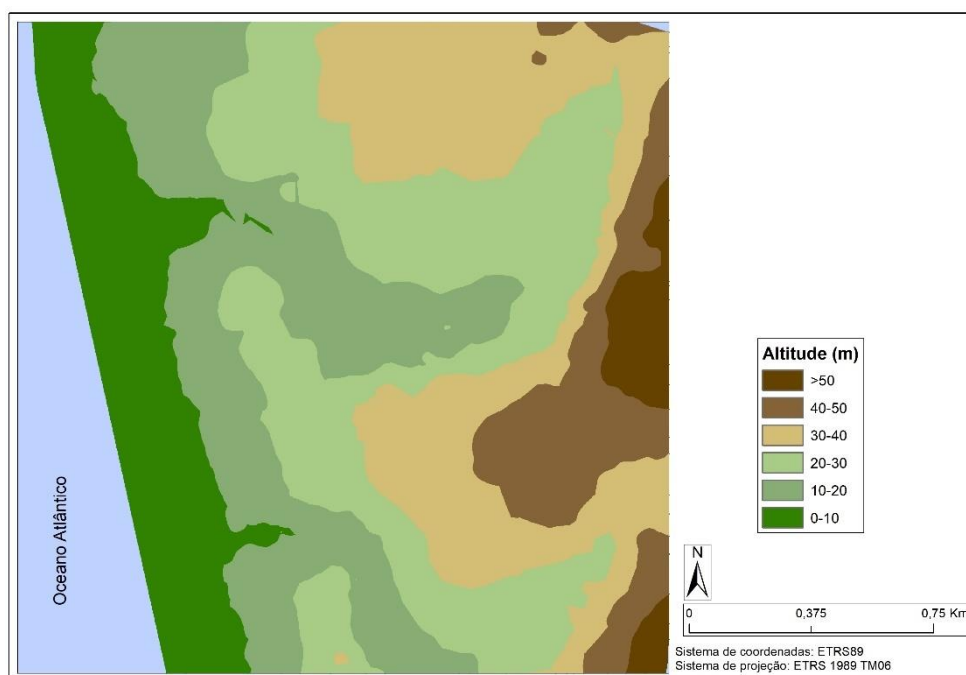 Oceano Atlântico
Altitude (m)
>50
40-50
30-40
20-30
10-20
0-10
N
0 0,375 0,75 Km
Sistema de coordenadas: ETRS89
Sistema de projeção: ETRS 1989 TM06